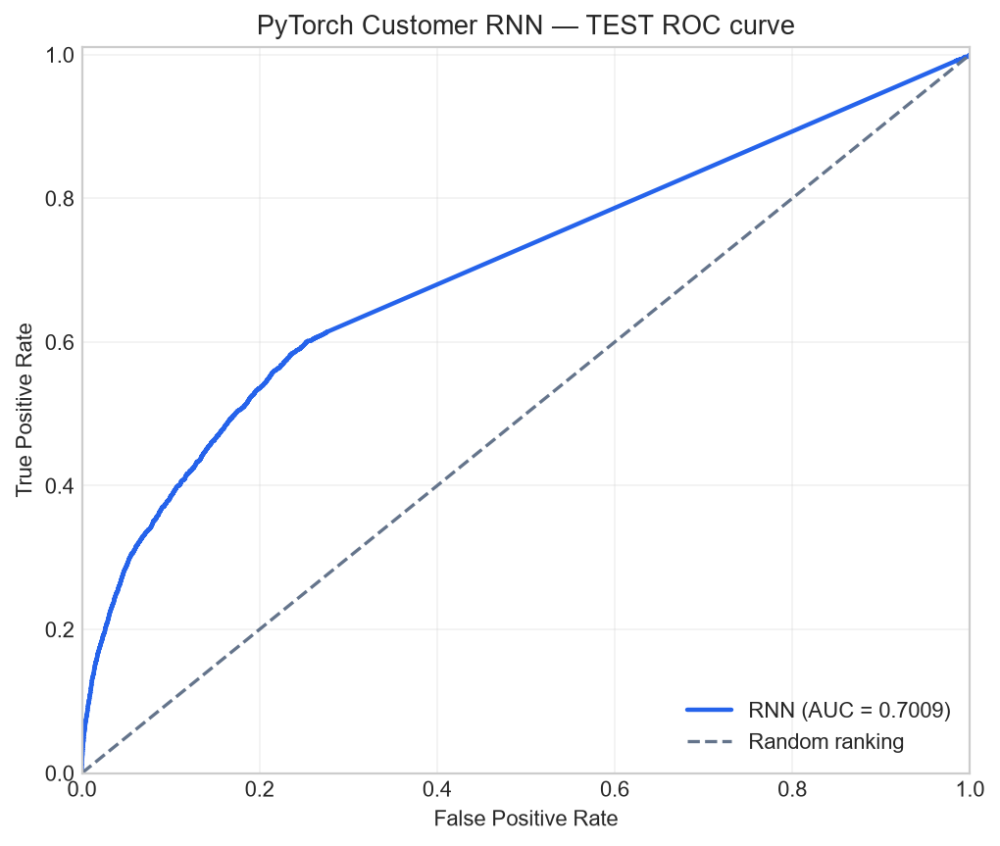 PyTorch Customer RNN — TEST ROC curve
1.0
0.8
0.6
0.4
0.2
0.0
True Positive Rate
0.0 0.2 0.4 0.6 0.8 1.0
False Positive Rate
RNN (AUC = 0.7009)
Random ranking